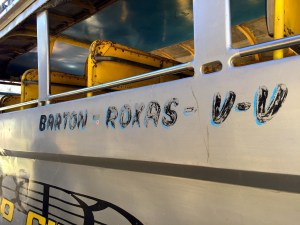 BARTON - ROXAS - U-U